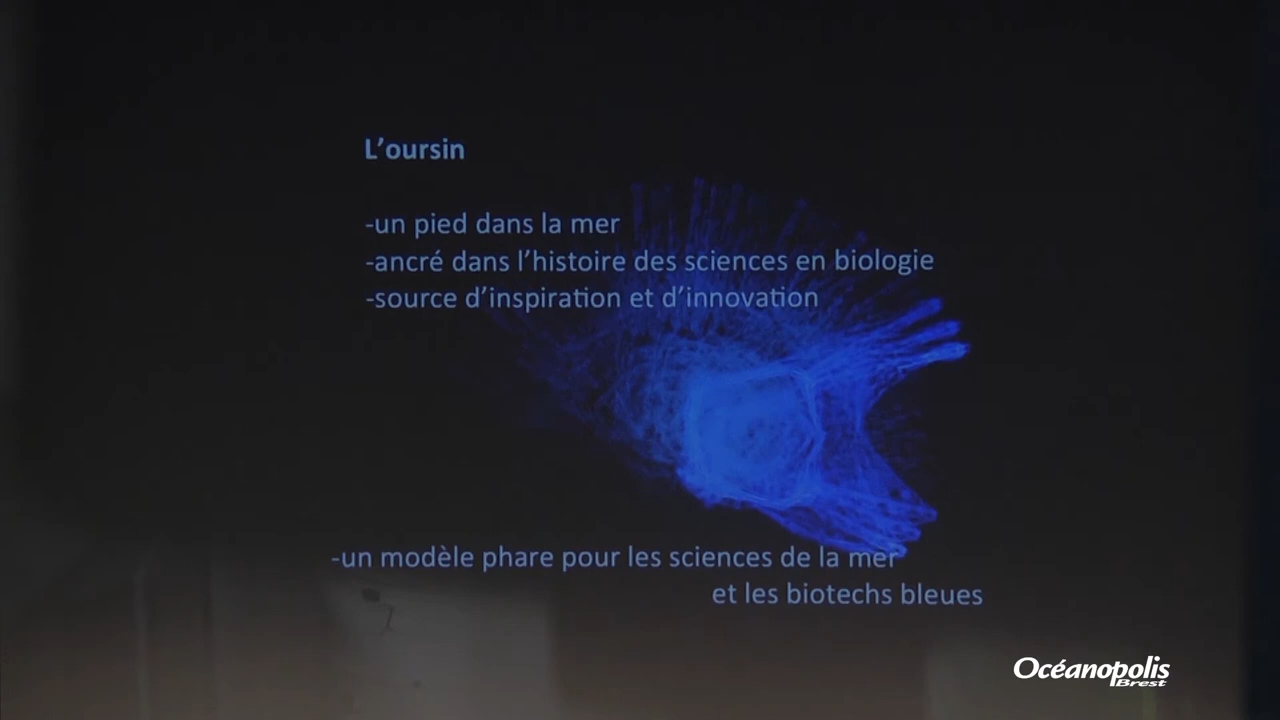 L’oursin
-un pied dans la mer
-ancré dans l’histoire des sciences en biologie
-source d’inspiration et d’innovation
-un modèle phare pour les sciences de la mer
et les biotechs bleues
Océanopolis
Brest